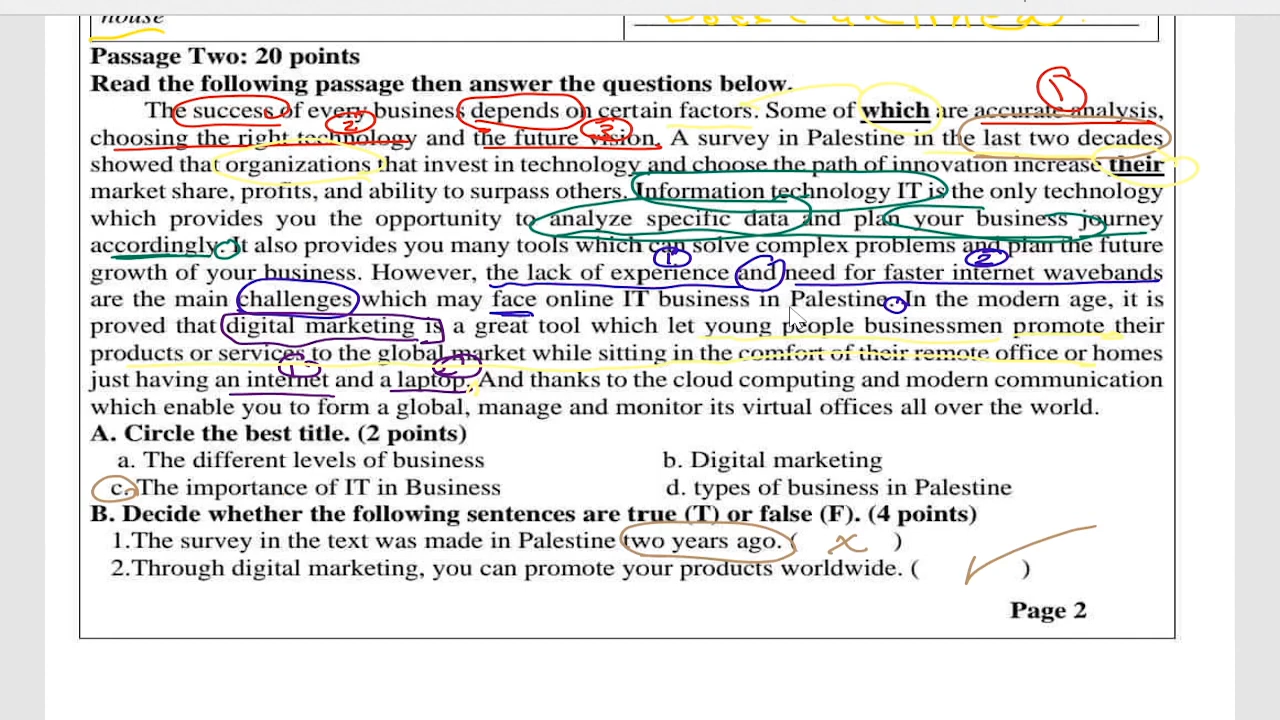 house
Passage Two: 20 points
Read the following passage then answer the questions below.
The success of every business depends on certain factors. Some of which are accurate analysis,
choosing the right technology and the future vision. A survey in Palestine in the last two decades
showed that organizations that invest in technology and choose the path of innovation increase their
market share, profits, and ability to surpass others. Information technology IT is the only technology
which provides you the opportunity to analyze specific data and plan your business journey
accordingly. It also provides you many tools which can solve complex problems and plan the future
growth of your business. However, the lack of experience and need for faster internet wavebands
are the main challenges which may face online IT business in Palestine. In the modern age, it is
proved that digital marketing is a great tool which let young people businessmen promote their
products or services to the global market while sitting in the comfort of their remote office or homes
just having an internet and a laptop. And thanks to the cloud computing and modern communication
which enable you to form a global, manage and monitor its virtual offices all over the world.
A. Circle the best title. (2 points)
a. The different levels of business b. Digital marketing
c. The importance of IT in Business d. types of business in Palestine
B. Decide whether the following sentences are true (T) or false (F). (4 points)
1.The survey in the text was made in Palestine two years ago. ( x )
2.Through digital marketing, you can promote your products worldwide. ( ✓ )
Page 2